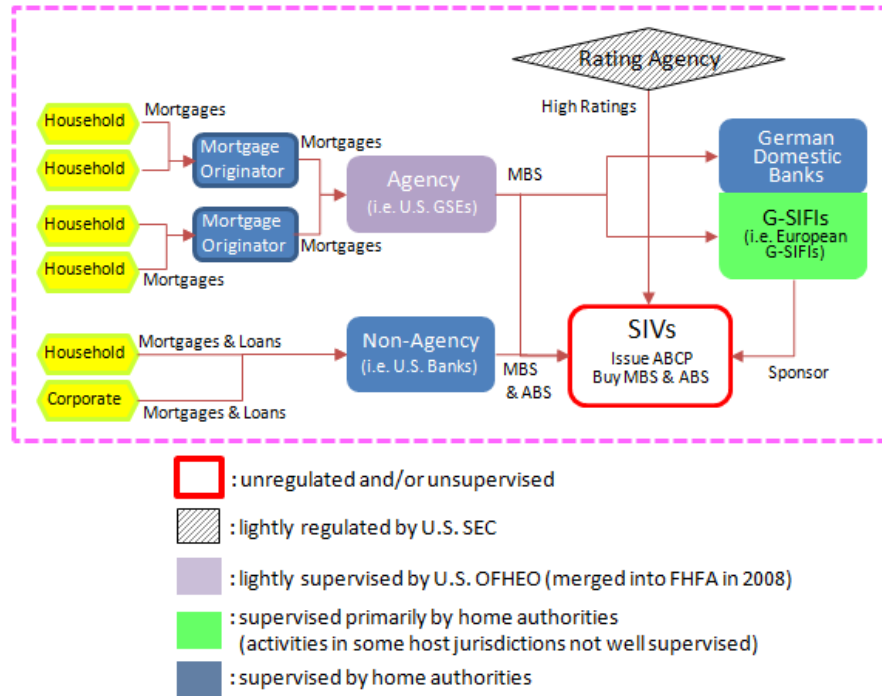 Rating Agency
High Ratings
Household
Mortgages
Household
Mortgage
Originator
Mortgages
Household
Household
Mortgages
Mortgage
Originator
Mortgages
Agency
(i.e. U.S. GSEs)
MBS
German
Domestic
Banks
G-SIFIs
(i.e. European
G-SIFIs)
Household
Mortgages & Loans
Corporate
Mortgages & Loans
Non-Agency
(i.e. U.S. Banks)
MBS
& ABS
SIVs
Issue ABCP
Buy MBS & ABS
Sponsor
: unregulated and/or unsupervised
: lightly regulated by U.S. SEC
: lightly supervised by U.S. OFHEO (merged into FHFA in 2008)
: supervised primarily by home authorities
(activities in some host jurisdictions not well supervised)
: supervised by home authorities